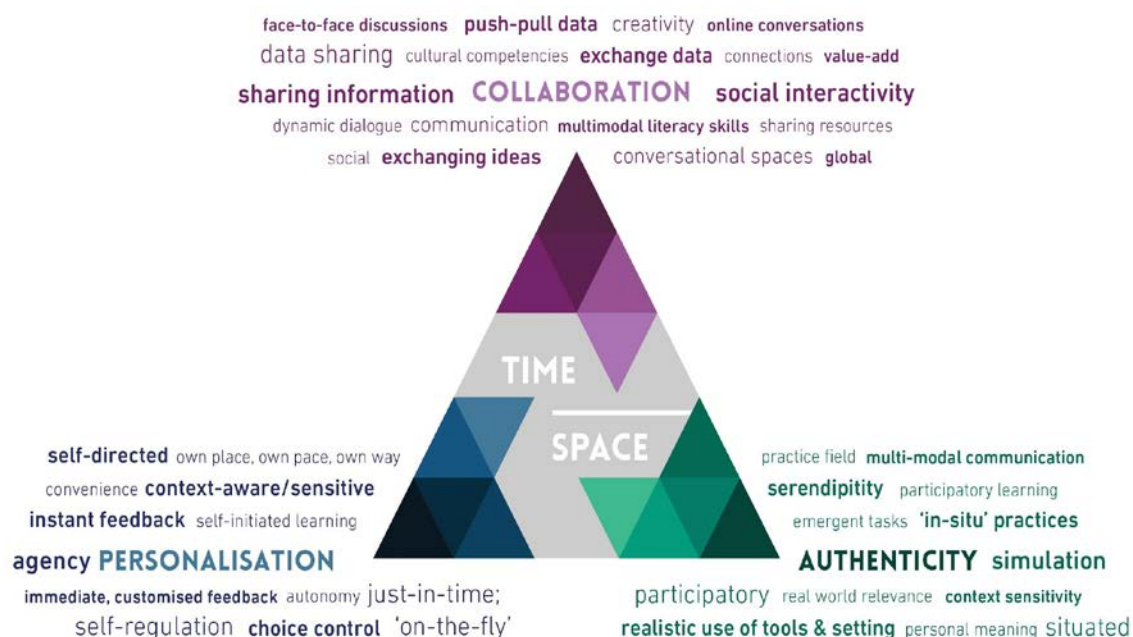 face-to-face discussions push-pull data creativity online conversations
data sharing cultural competencies exchange data connections value-add
sharing information COLLABORATION social interactivity
dynamic dialogue communication multimodal literacy skills sharing resources
social exchanging ideas conversational spaces global
TIME
SPACE
self-directed own place, own pace, own way
convenience context-aware/sensitive
instant feedback self-initiated learning
agency PERSONALISATION
immediate, customised feedback autonomy just-in-time;
self-regulation choice control 'on-the-fly'
practice field multi-modal communication
serendipitity participatory learning
emergent tasks 'in-situ' practices
AUTHENTICITY simulation
participatory real world relevance context sensitivity
realistic use of tools & setting personal meaning situated